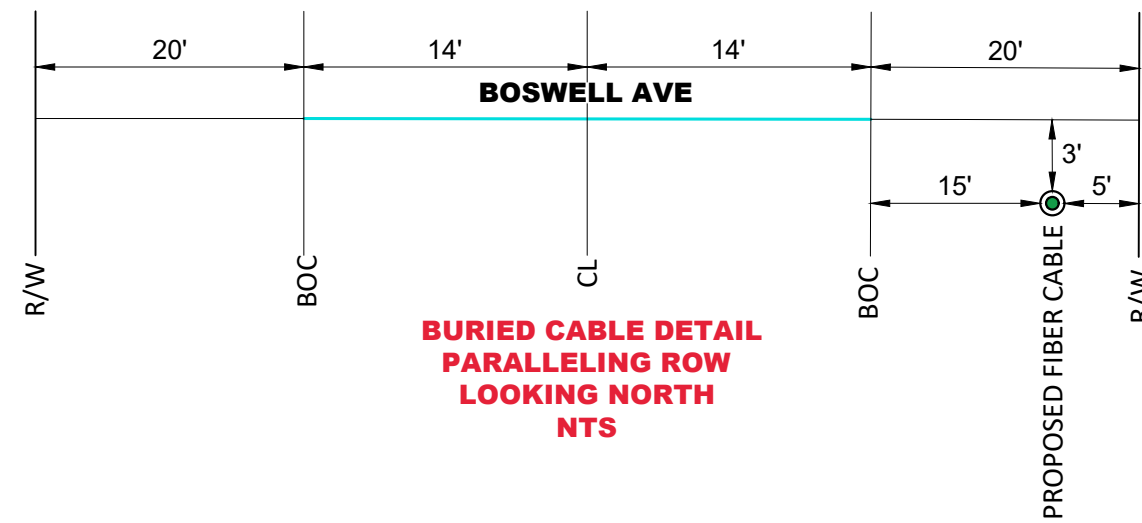 20'
14'
14'
20'
BOSWELL AVE
3'
15'
5'
R/W
BOC
CL
BOC
PROPOSED FIBER CABLE
R/W
BURIED CABLE DETAIL
PARALLELING ROW
LOOKING NORTH
NTS